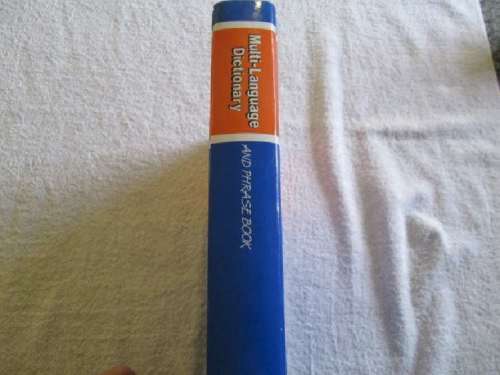 Multi-Language
Dictionary
AND PHRASE BOOK